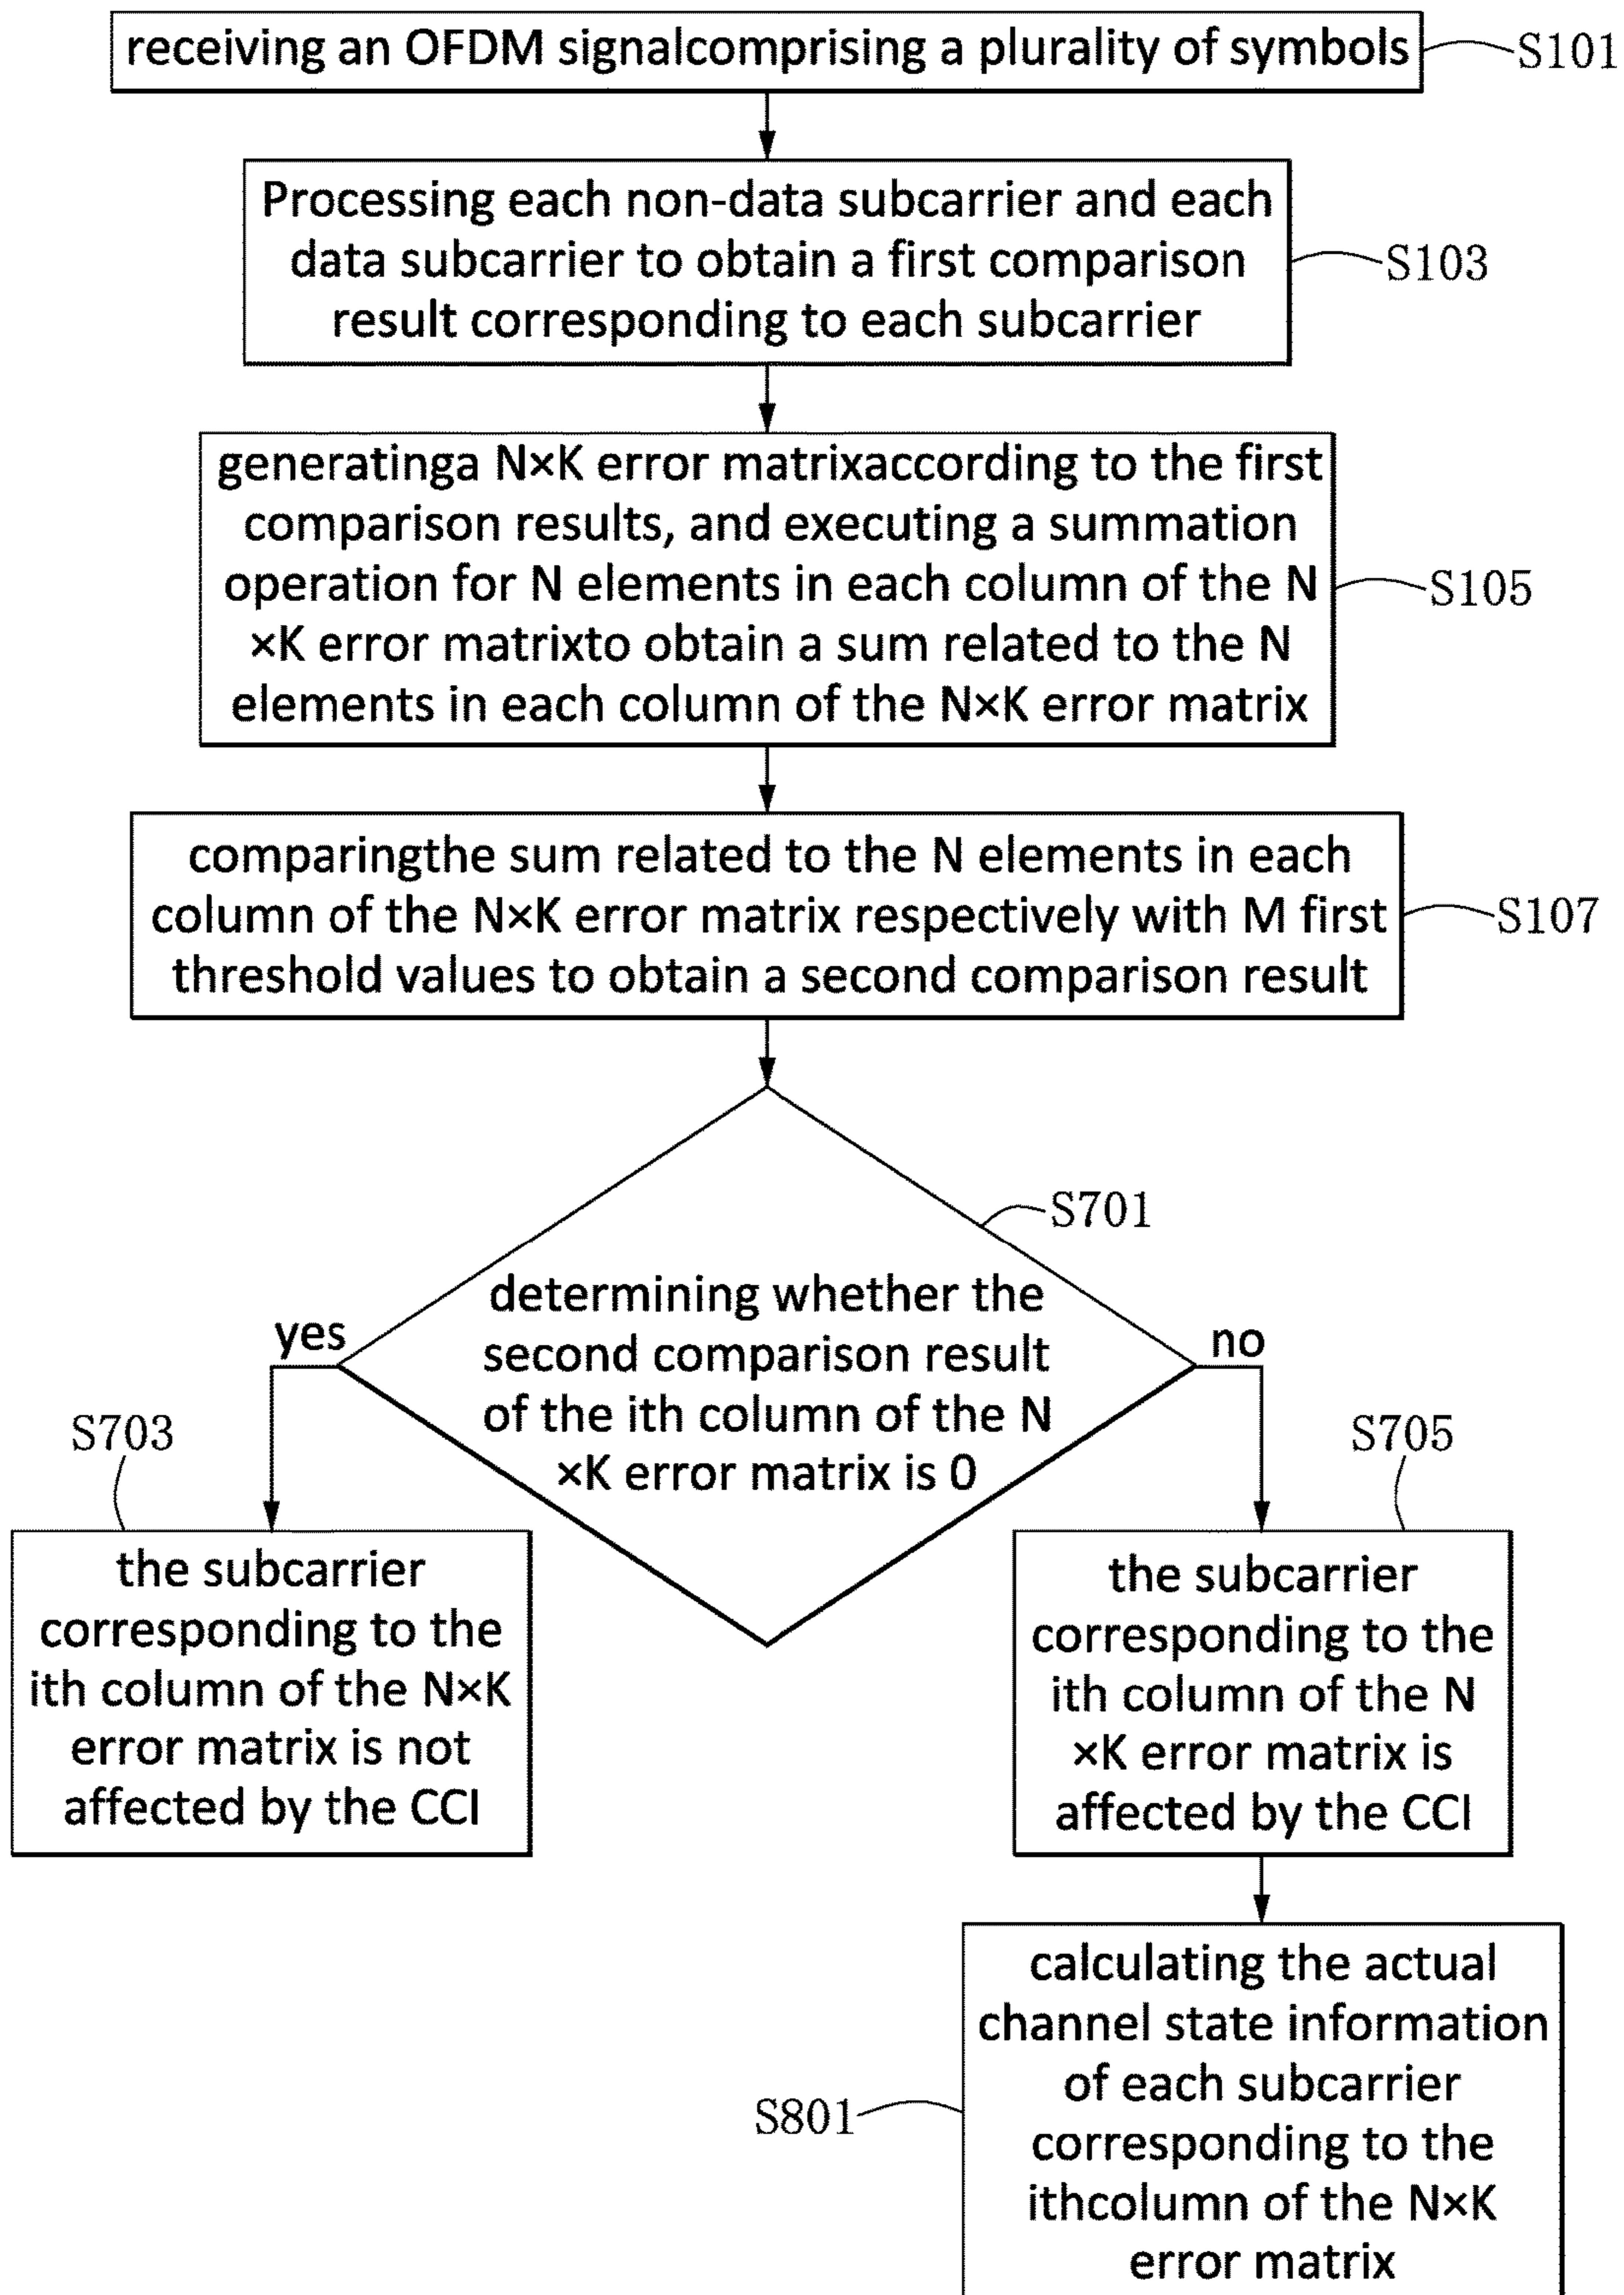 receiving an OFDM signalcomprising a plurality of symbols
S101
Processing each non-data subcarrier and each
data subcarrier to obtain a first comparison
result corresponding to each subcarrier
S103
generatinga N×K error matrixaccording to the first
comparison results, and executing a summation
operation for N elements in each column of the N
×K error matrixto obtain a sum related to the N
elements in each column of the N×K error matrix
S105
comparingthe sum related to the N elements in each
column of the N×K error matrix respectively with M first
threshold values to obtain a second comparison result
S107
S701
determining whether the
second comparison result
of the ith column of the N
×K error matrix is 0
yes
no
S703
the subcarrier
corresponding to the
ith column of the N×K
error matrix is not
affected by the CCI
S705
the subcarrier
corresponding to the
ith column of the N
×K error matrix is
affected by the CCI
S801
calculating the actual
channel state information
of each subcarrier
corresponding to the
ithcolumn of the N×K
error matrix